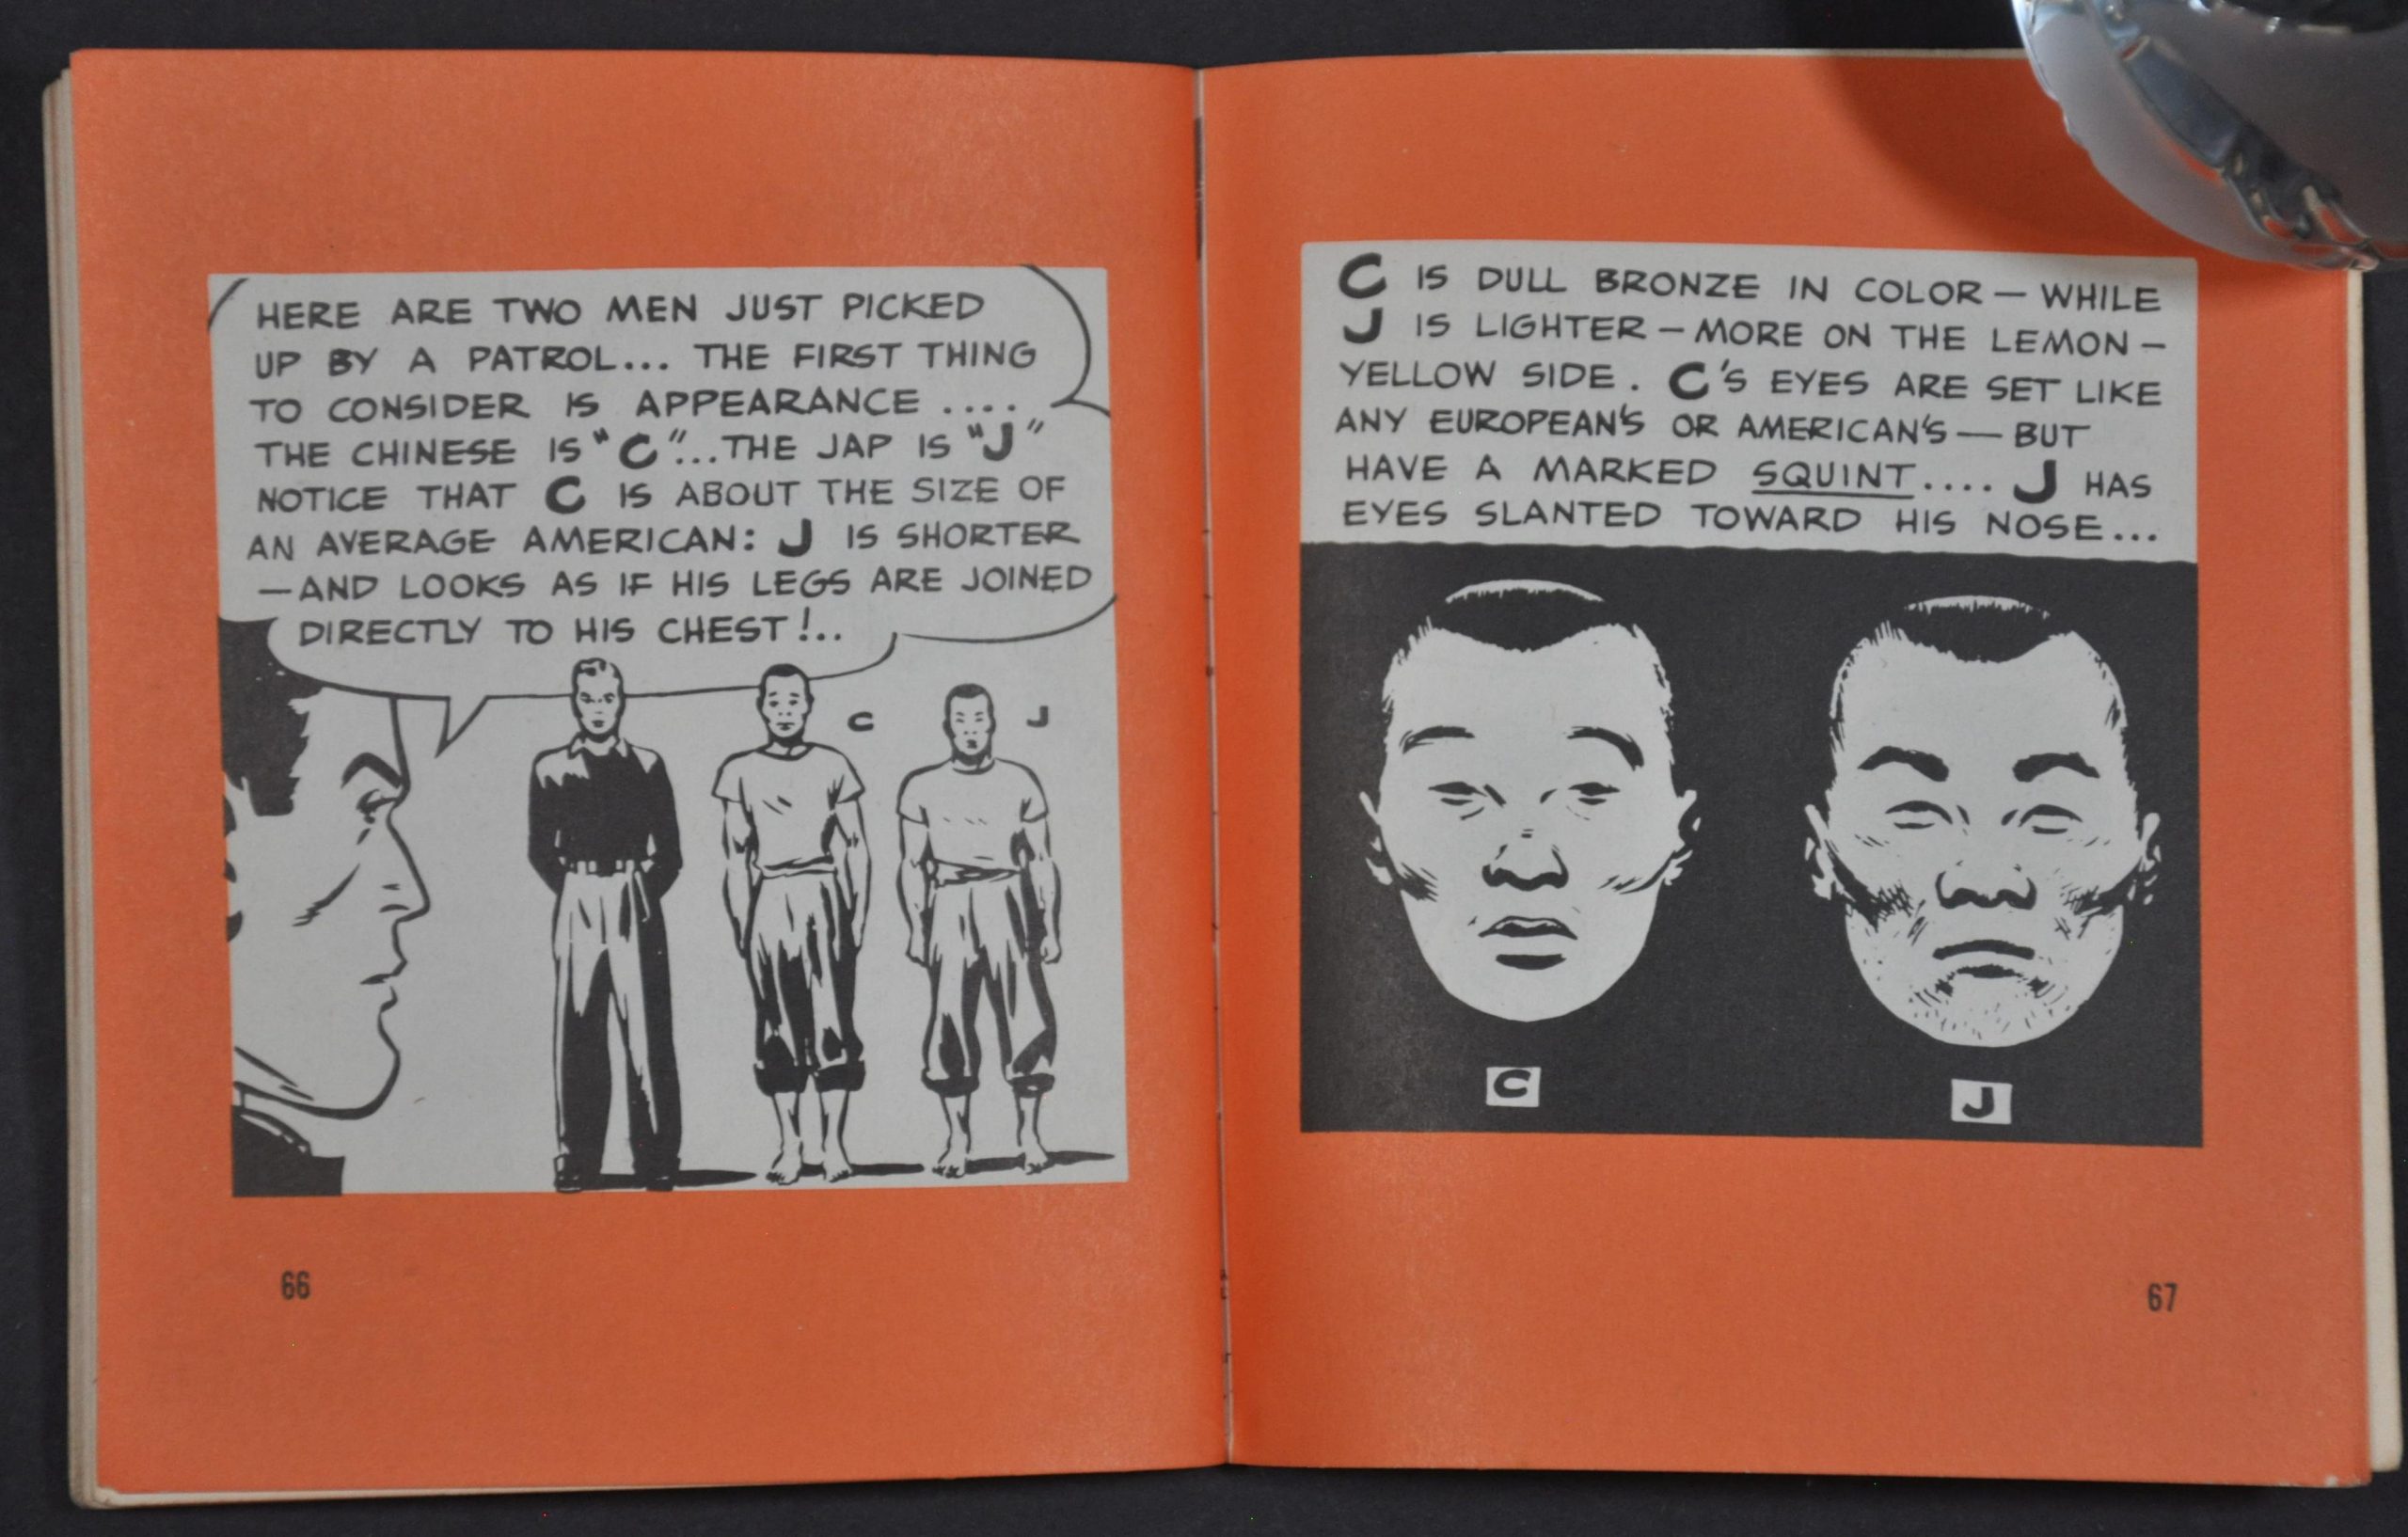 HERE ARE TWO MEN JUST PICKED
UP BY A PATROL... THE FIRST THING
TO CONSIDER IS APPEARANCE ....
THE CHINESE IS "C"...THE JAP IS "J"
NOTICE THAT C IS ABOUT THE SIZE OF
AN AVERAGE AMERICAN: J IS SHORTER
—AND LOOKS AS IF HIS LEGS ARE JOINED
DIRECTLY TO HIS CHEST!..
C
J
66
C IS DULL BRONZE IN COLOR — WHILE
J IS LIGHTER — MORE ON THE LEMON —
YELLOW SIDE. C'S EYES ARE SET LIKE
ANY EUROPEAN'S OR AMERICAN'S — BUT
HAVE A MARKED SQUINT.... J HAS
EYES SLANTED TOWARD HIS NOSE...
C
J
67